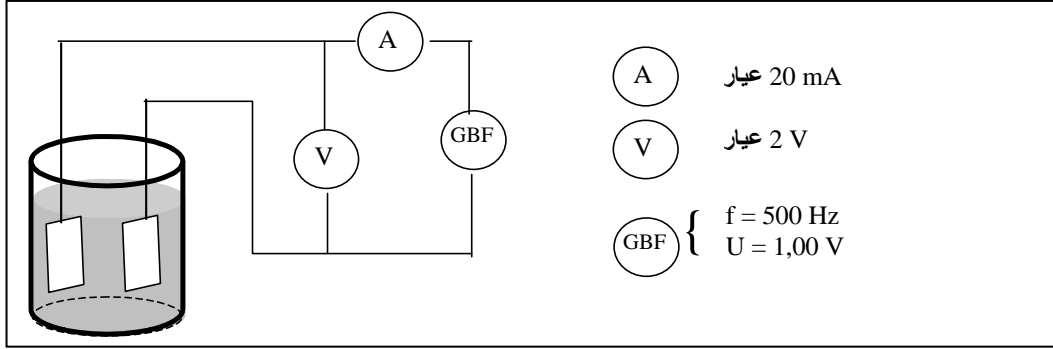 A
V
GBF
A عيار 20 mA
V عيار 2 V
GBF { f = 500 Hz
U = 1,00 V